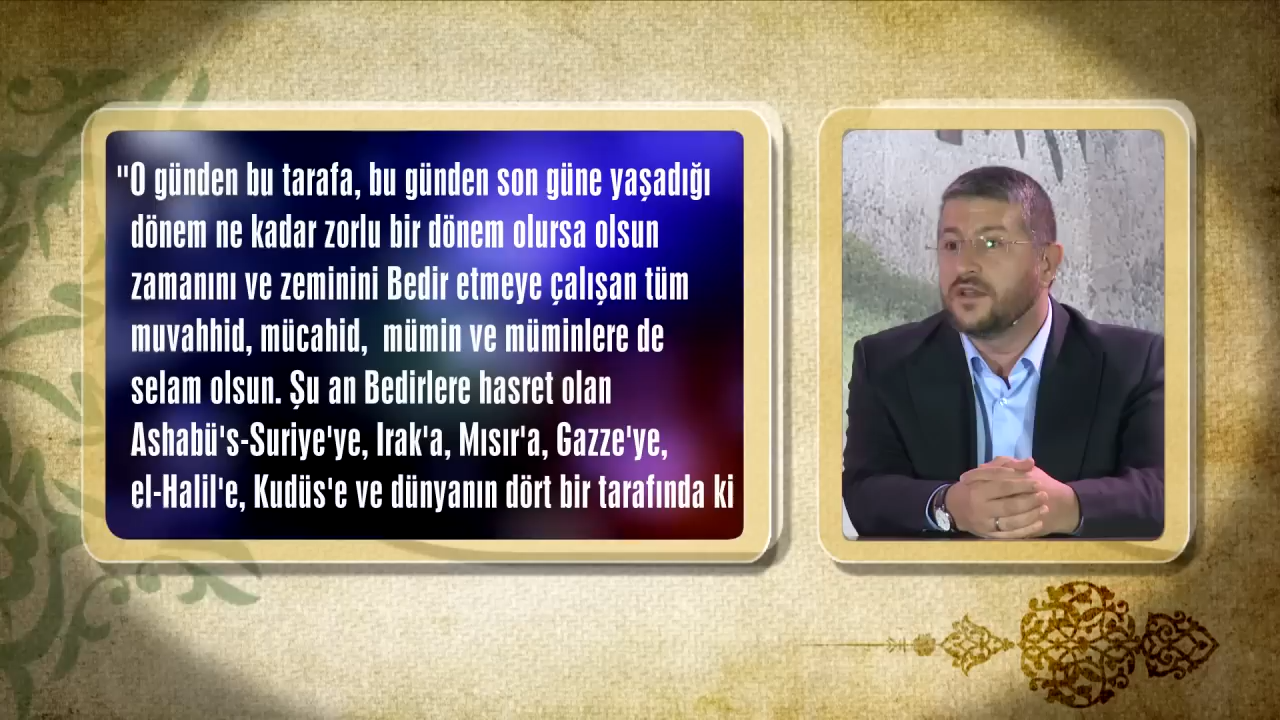 "O günden bu tarafa, bu günden son güne yaşadığı
dönem ne kadar zorlu bir dönem olursa olsun
zamanını ve zeminini Bedir etmeye çalışan tüm
muvahhid, mücahid,  mümin ve müminlere de
selam olsun. Şu an Bedirlere hasret olan
Ashabü's-Suriye'ye, Irak'a, Mısır'a, Gazze'ye,
el-Halil'e, Kudüs'e ve dünyanın dört bir tarafında ki